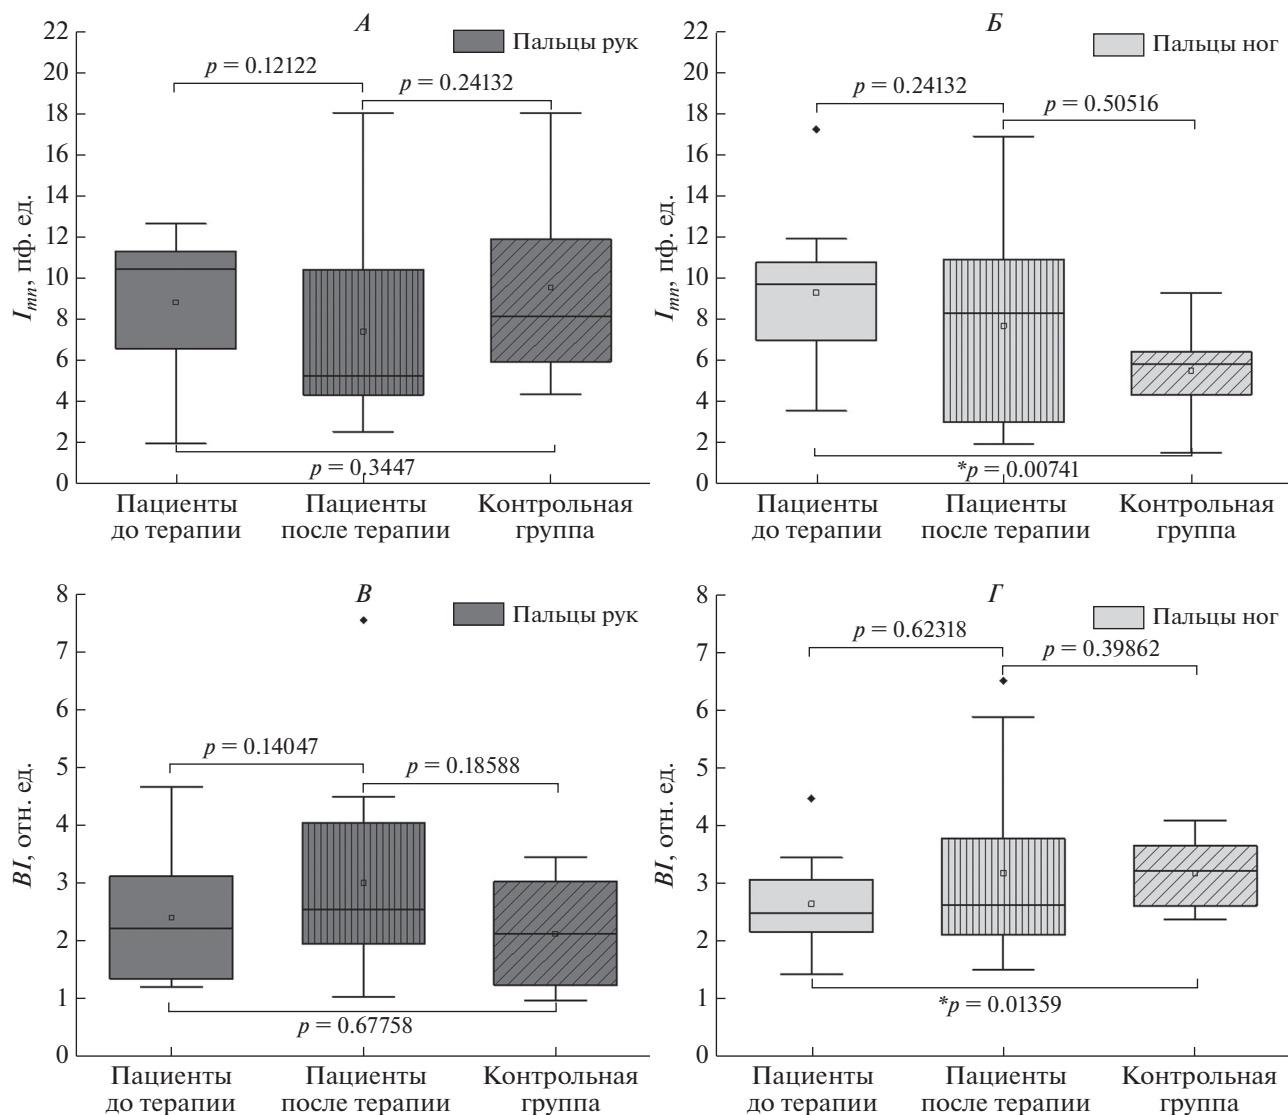 А
Пальцы рук
22
20
18
16
14
12
10
8
6
4
2
0
I_mn, пф. ед.
p = 0.12122
p = 0.24132
p = 0.3447
Пациенты
до терапии
Пациенты
после терапии
Контрольная
группа
Б
Пальцы ног
22
20
18
16
14
12
10
8
6
4
2
0
I_mn, пф. ед.
p = 0.24132
p = 0.50516
*p = 0.00741
Пациенты
до терапии
Пациенты
после терапии
Контрольная
группа
В
Пальцы рук
8
7
6
5
4
3
2
1
0
BI, отн. ед.
p = 0.14047
p = 0.18588
p = 0.67758
Пациенты
до терапии
Пациенты
после терапии
Контрольная
группа
Г
Пальцы ног
8
7
6
5
4
3
2
1
0
BI, отн. ед.
p = 0.62318
p = 0.39862
*p = 0.01359
Пациенты
до терапии
Пациенты
после терапии
Контрольная
группа